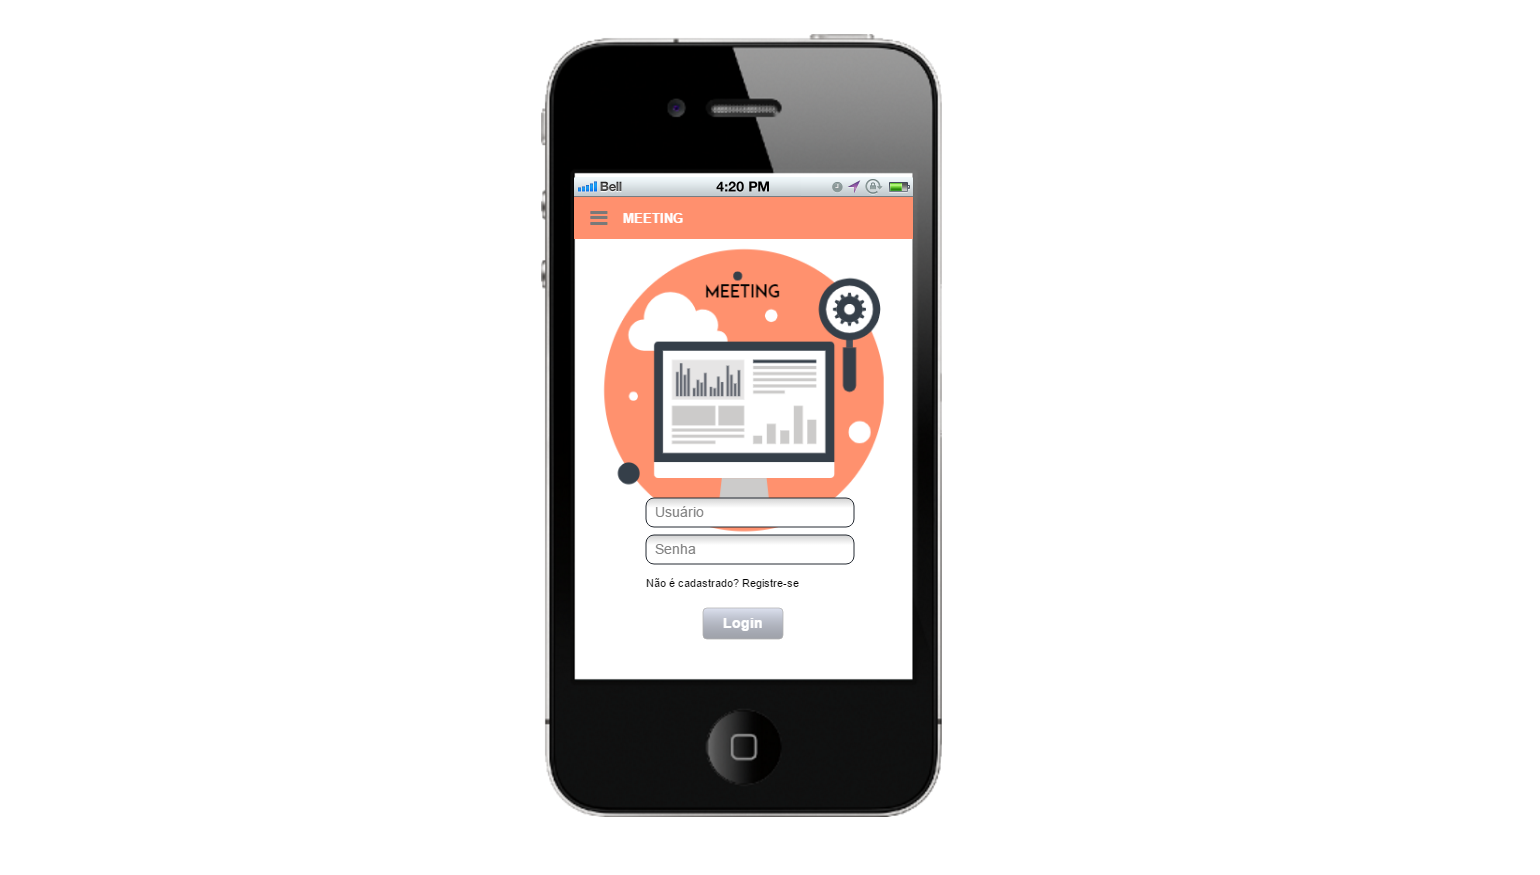 Bell 4:20 PM
MEETING
MEETING
Usuário
Senha
Não é cadastrado? Registre-se
Login